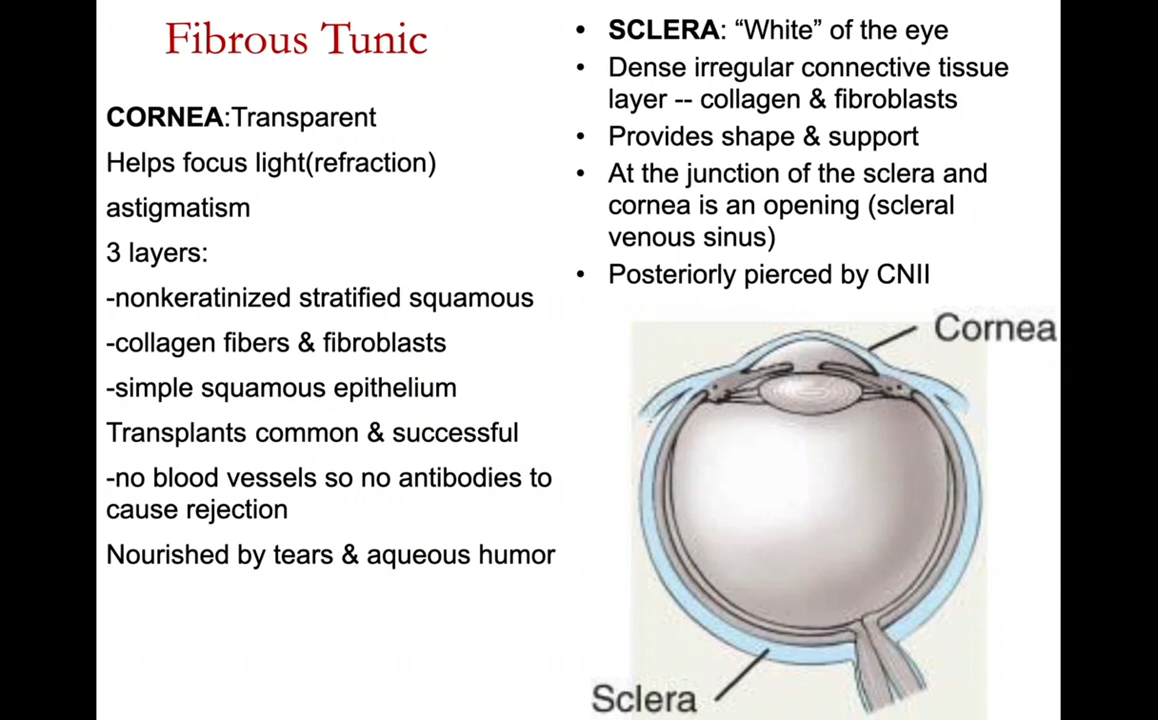 Fibrous Tunic
CORNEA:Transparent
Helps focus light(refraction)
astigmatism
3 layers:
-nonkeratinized stratified squamous
-collagen fibers & fibroblasts
-simple squamous epithelium
Transplants common & successful
-no blood vessels so no antibodies to
cause rejection
Nourished by tears & aqueous humor
• SCLERA: “White” of the eye
• Dense irregular connective tissue
layer -- collagen & fibroblasts
• Provides shape & support
• At the junction of the sclera and
cornea is an opening (scleral
venous sinus)
• Posteriorly pierced by CNII
Cornea
Sclera